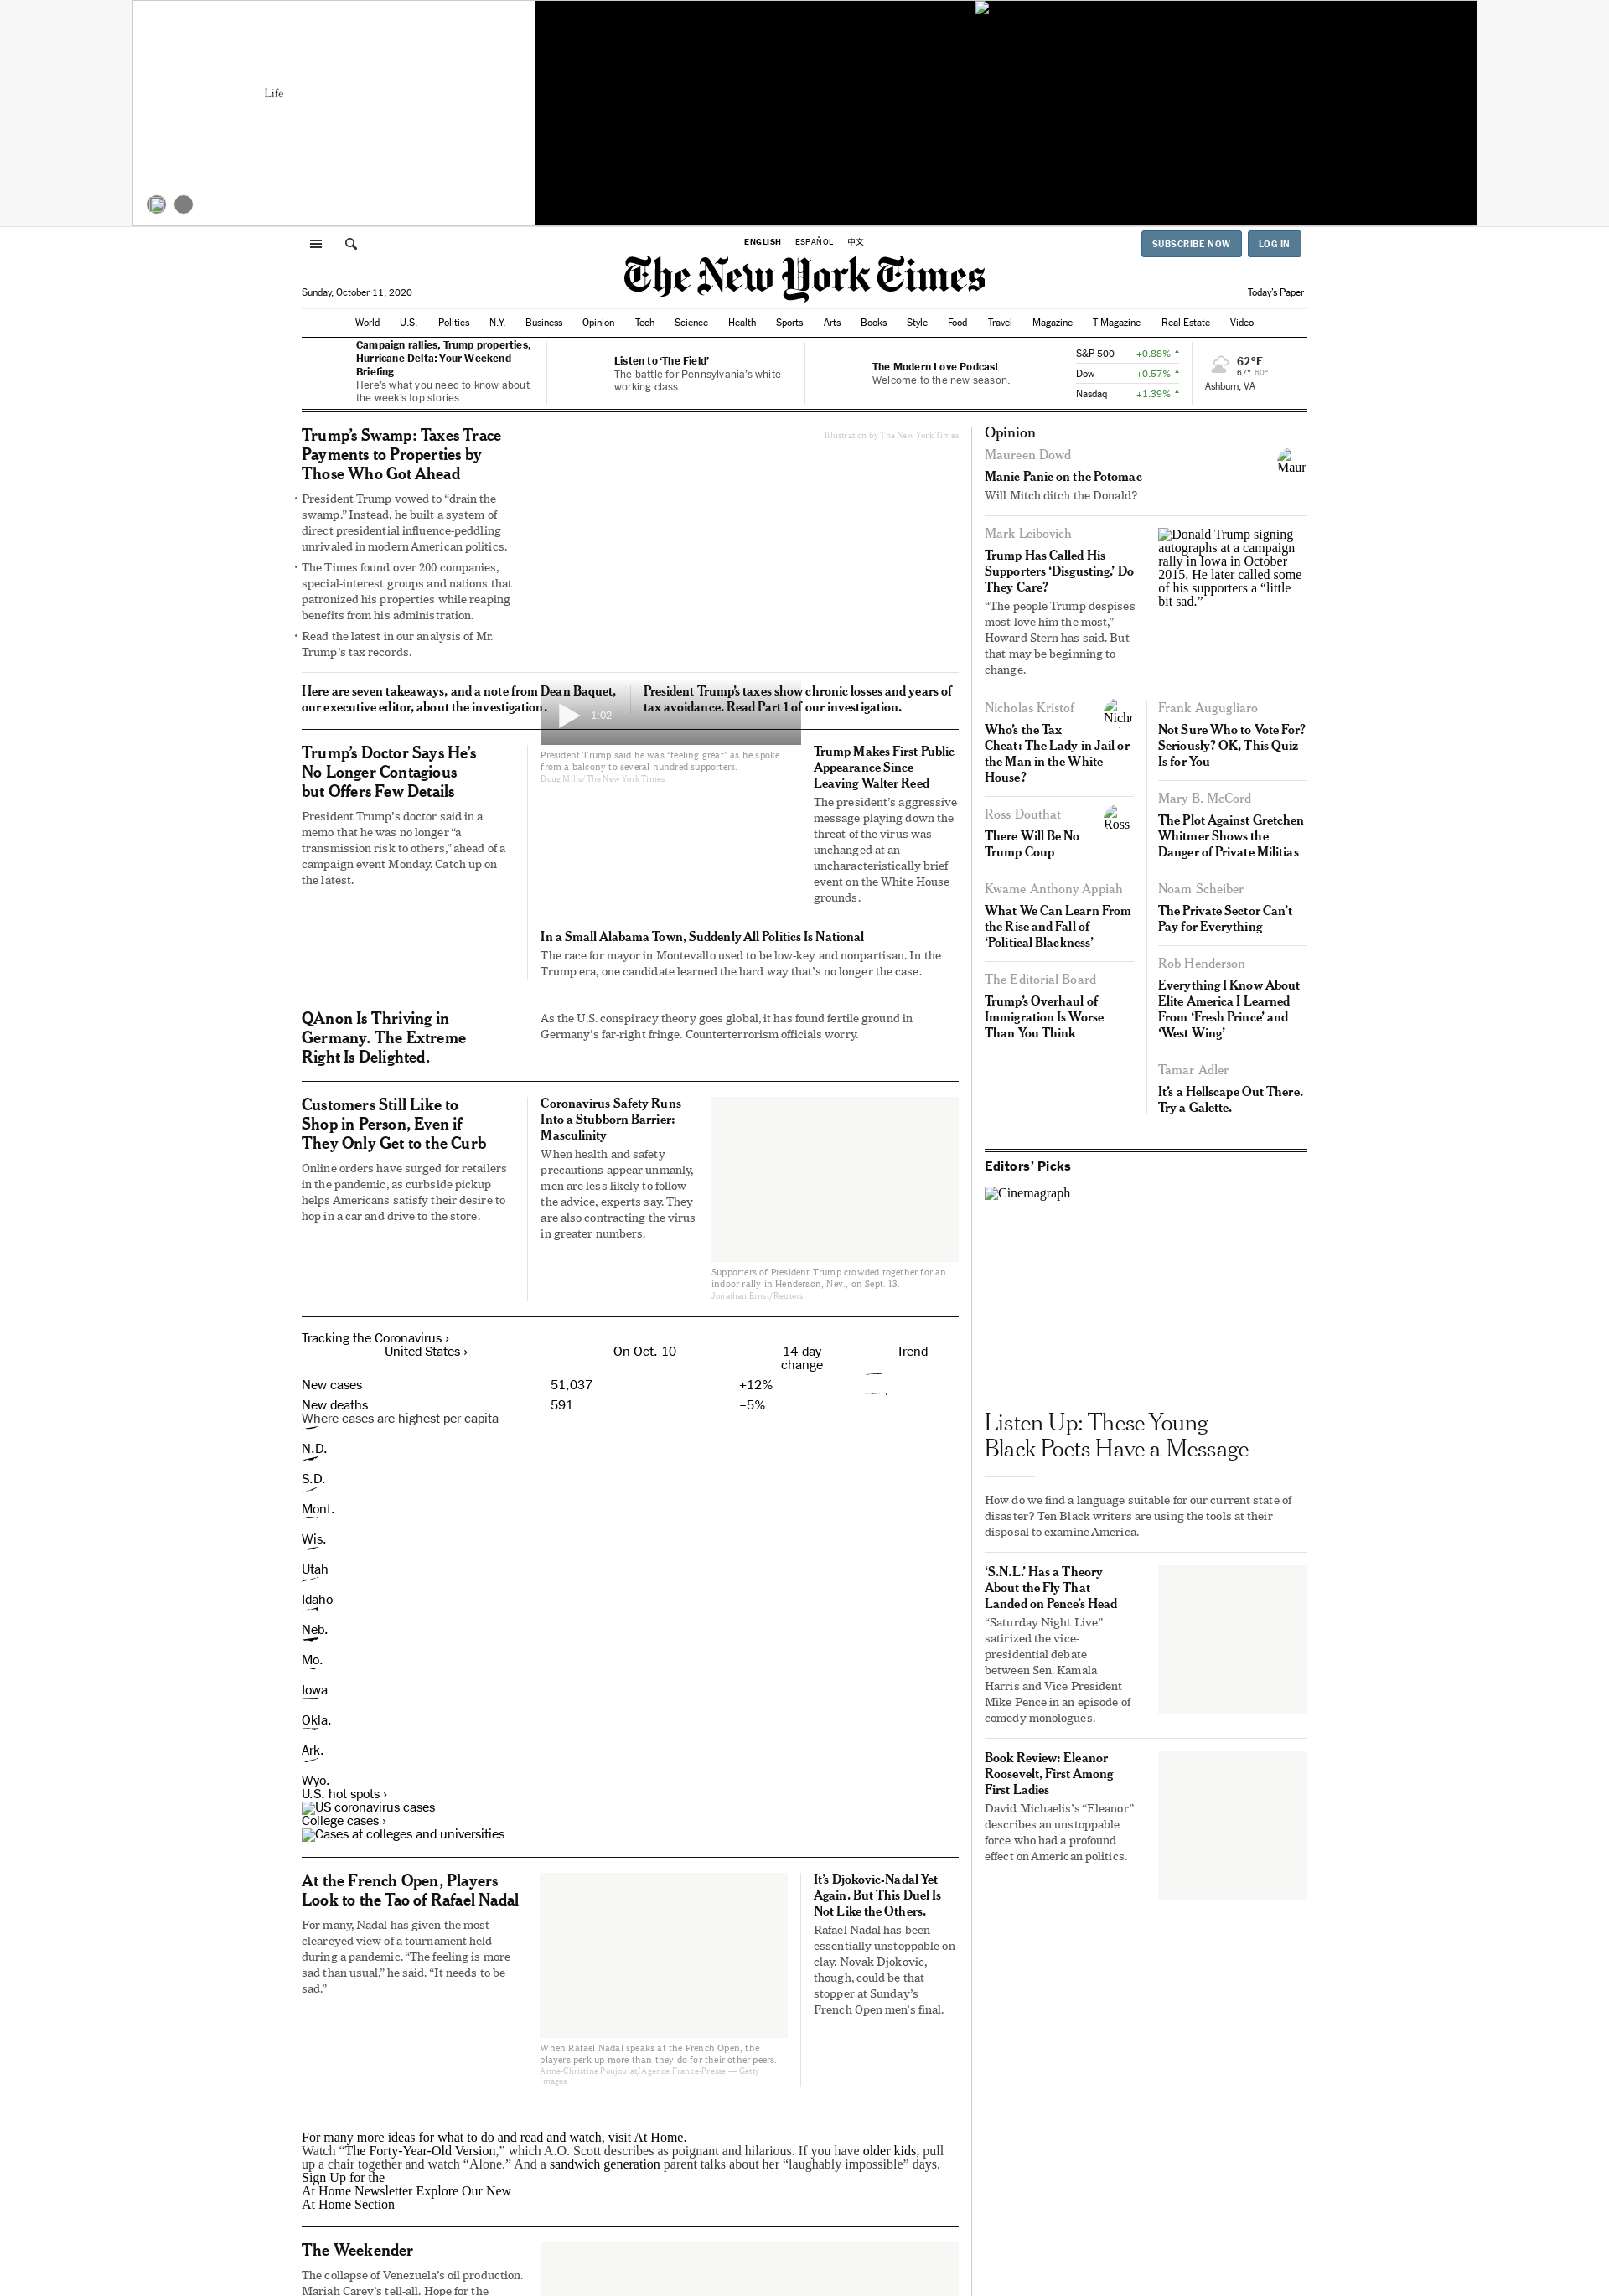 Life
ENGLISH ESPAÑOL 中文
SUBSCRIBE NOW LOG IN
The New York Times
Sunday, October 11, 2020
Today's Paper
World U.S. Politics N.Y. Business Opinion Tech Science Health Sports Arts Books Style Food Travel Magazine T Magazine Real Estate Video
Campaign rallies, Trump properties,
Hurricane Delta: Your Weekend
Briefing
Here's what you need to know about
the week's top stories.
Listen to ‘The Field’
The battle for Pennsylvania's white
working class.
The Modern Love Podcast
Welcome to the new season.
S&P 500 +0.88%
Dow +0.57%
Nasdaq +1.39%
62°F
67° 60°
Ashburn, VA
Trump’s Swamp: Taxes Trace
Payments to Properties by
Those Who Got Ahead
• President Trump vowed to “drain the
swamp.” Instead, he built a system of
direct presidential influence-peddling
unrivaled in modern American politics.
• The Times found over 200 companies,
special-interest groups and nations that
patronized his properties while reaping
benefits from his administration.
• Read the latest in our analysis of Mr.
Trump’s tax records.
Illustration by The New York Times
Here are seven takeaways, and a note from Dean Baquet,
our executive editor, about the investigation.
President Trump’s taxes show chronic losses and years of
tax avoidance. Read Part 1 of our investigation.
1:02
Trump’s Doctor Says He’s
No Longer Contagious
but Offers Few Details
President Trump’s doctor said in a
memo that he was no longer “a
transmission risk to others,” ahead of a
campaign event Monday. Catch up on
the latest.
President Trump said he was “feeling great” as he spoke
from a balcony to several hundred supporters.
Doug Mills/The New York Times
Trump Makes First Public
Appearance Since
Leaving Walter Reed
The president’s aggressive
message playing down the
threat of the virus was
unchanged at an
uncharacteristically brief
event on the White House
grounds.
In a Small Alabama Town, Suddenly All Politics Is National
The race for mayor in Montevallo used to be low-key and nonpartisan. In the
Trump era, one candidate learned the hard way that’s no longer the case.
QAnon Is Thriving in
Germany. The Extreme
Right Is Delighted.
As the U.S. conspiracy theory goes global, it has found fertile ground in
Germany’s far-right fringe. Counterterrorism officials worry.
Customers Still Like to
Shop in Person, Even if
They Only Get to the Curb
Online orders have surged for retailers
in the pandemic, as curbside pickup
helps Americans satisfy their desire to
hop in a car and drive to the store.
Coronavirus Safety Runs
Into a Stubborn Barrier:
Masculinity
When health and safety
precautions appear unmanly,
men are less likely to follow
the advice, experts say. They
are also contracting the virus
in greater numbers.
Supporters of President Trump crowded together for an
indoor rally in Henderson, Nev., on Sept. 13.
Jonathan Ernst/Reuters
Tracking the Coronavirus ›
United States › On Oct. 10 14-day
change Trend
New cases 51,037 +12%
New deaths 591 –5%
Where cases are highest per capita
N.D.
S.D.
Mont.
Wis.
Utah
Idaho
Neb.
Mo.
Iowa
Okla.
Ark.
Wyo.
U.S. hot spots ›
US coronavirus cases
College cases ›
Cases at colleges and universities
At the French Open, Players
Look to the Tao of Rafael Nadal
For many, Nadal has given the most
cleareyed view of a tournament held
during a pandemic. “The feeling is more
sad than usual,” he said. “It needs to be
sad.”
When Rafael Nadal speaks at the French Open, the
players perk up more than they do for their other peers.
Anne-Christine Poujoulat/Agence France-Presse — Getty
Images
It’s Djokovic-Nadal Yet
Again. But This Duel Is
Not Like the Others.
Rafael Nadal has been
essentially unstoppable on
clay. Novak Djokovic,
though, could be that
stopper at Sunday’s
French Open men’s final.
For many more ideas for what to do and read and watch, visit At Home.
Watch “The Forty-Year-Old Version,” which A.O. Scott describes as poignant and hilarious. If you have older kids, pull
up a chair together and watch “Alone.” And a sandwich generation parent talks about her “laughably impossible” days.
Sign Up for the
At Home Newsletter Explore Our New
At Home Section
The Weekender
The collapse of Venezuela’s oil production.
Mariah Carey’s tell-all. Hope for the
Opinion
Maureen Dowd
Manic Panic on the Potomac
Will Mitch ditch the Donald?
Maur
Mark Leibovich
Trump Has Called His
Supporters ‘Disgusting.’ Do
They Care?
“The people Trump despises
most love him the most,”
Howard Stern has said. But
that may be beginning to
change.
Donald Trump signing
autographs at a campaign
rally in Iowa in October
2015. He later called some
of his supporters a “little
bit sad.”
Nicholas Kristof
Nicho
Who’s the Tax
Cheat: The Lady in Jail or
the Man in the White
House?
Ross Douthat
Ross
There Will Be No
Trump Coup
Kwame Anthony Appiah
What We Can Learn From
the Rise and Fall of
‘Political Blackness’
The Editorial Board
Trump’s Overhaul of
Immigration Is Worse
Than You Think
Frank Augugliaro
Not Sure Who to Vote For?
Seriously? OK, This Quiz
Is for You
Mary B. McCord
The Plot Against Gretchen
Whitmer Shows the
Danger of Private Militias
Noam Scheiber
The Private Sector Can’t
Pay for Everything
Rob Henderson
Everything I Know About
Elite America I Learned
From ‘Fresh Prince’ and
‘West Wing’
Tamar Adler
It’s a Hellscape Out There.
Try a Galette.
Editors’ Picks
Cinemagraph
Listen Up: These Young
Black Poets Have a Message
How do we find a language suitable for our current state of
disaster? Ten Black writers are using the tools at their
disposal to examine America.
‘S.N.L.’ Has a Theory
About the Fly That
Landed on Pence’s Head
“Saturday Night Live”
satirized the vice-
presidential debate
between Sen. Kamala
Harris and Vice President
Mike Pence in an episode of
comedy monologues.
Book Review: Eleanor
Roosevelt, First Among
First Ladies
David Michaelis’s “Eleanor”
describes an unstoppable
force who had a profound
effect on American politics.